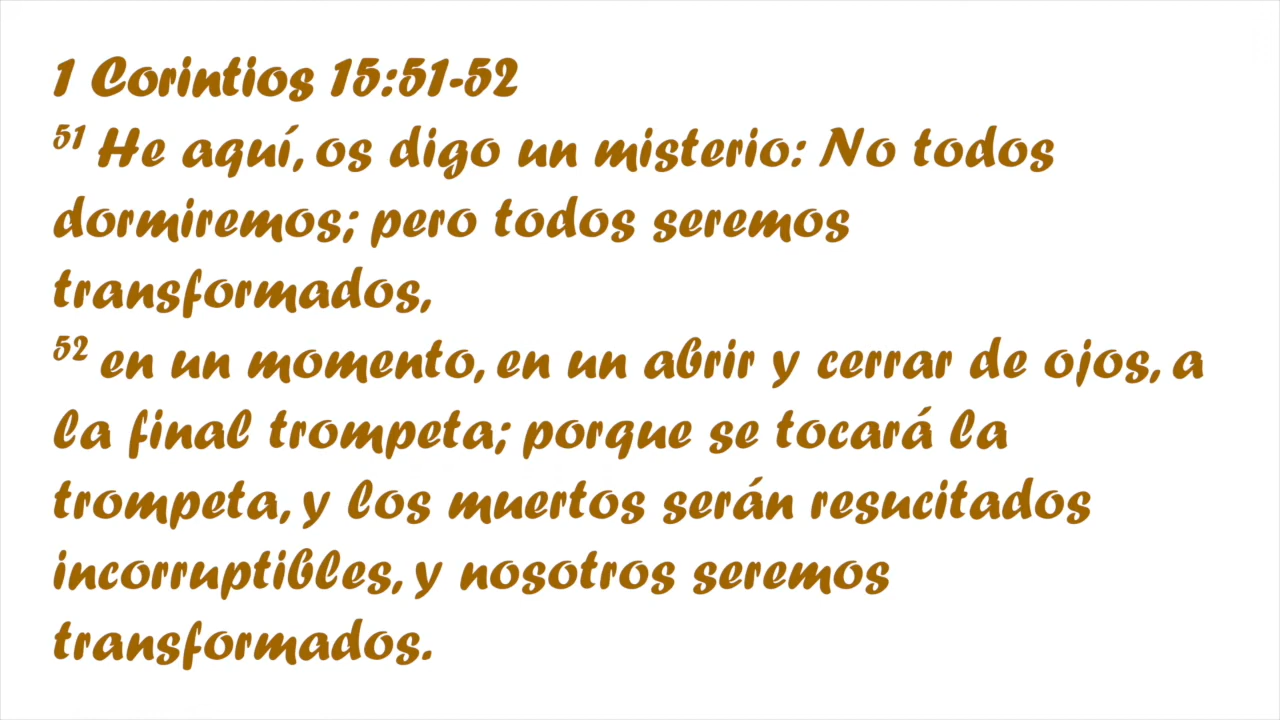 1 Corintios 15:51-52
51 He aquí, os digo un misterio: No todos
dormiremos; pero todos seremos
transformados,
52 en un momento, en un abrir y cerrar de ojos, a
la final trompeta; porque se tocará la
trompeta, y los muertos serán resucitados
incorruptibles, y nosotros seremos
transformados.